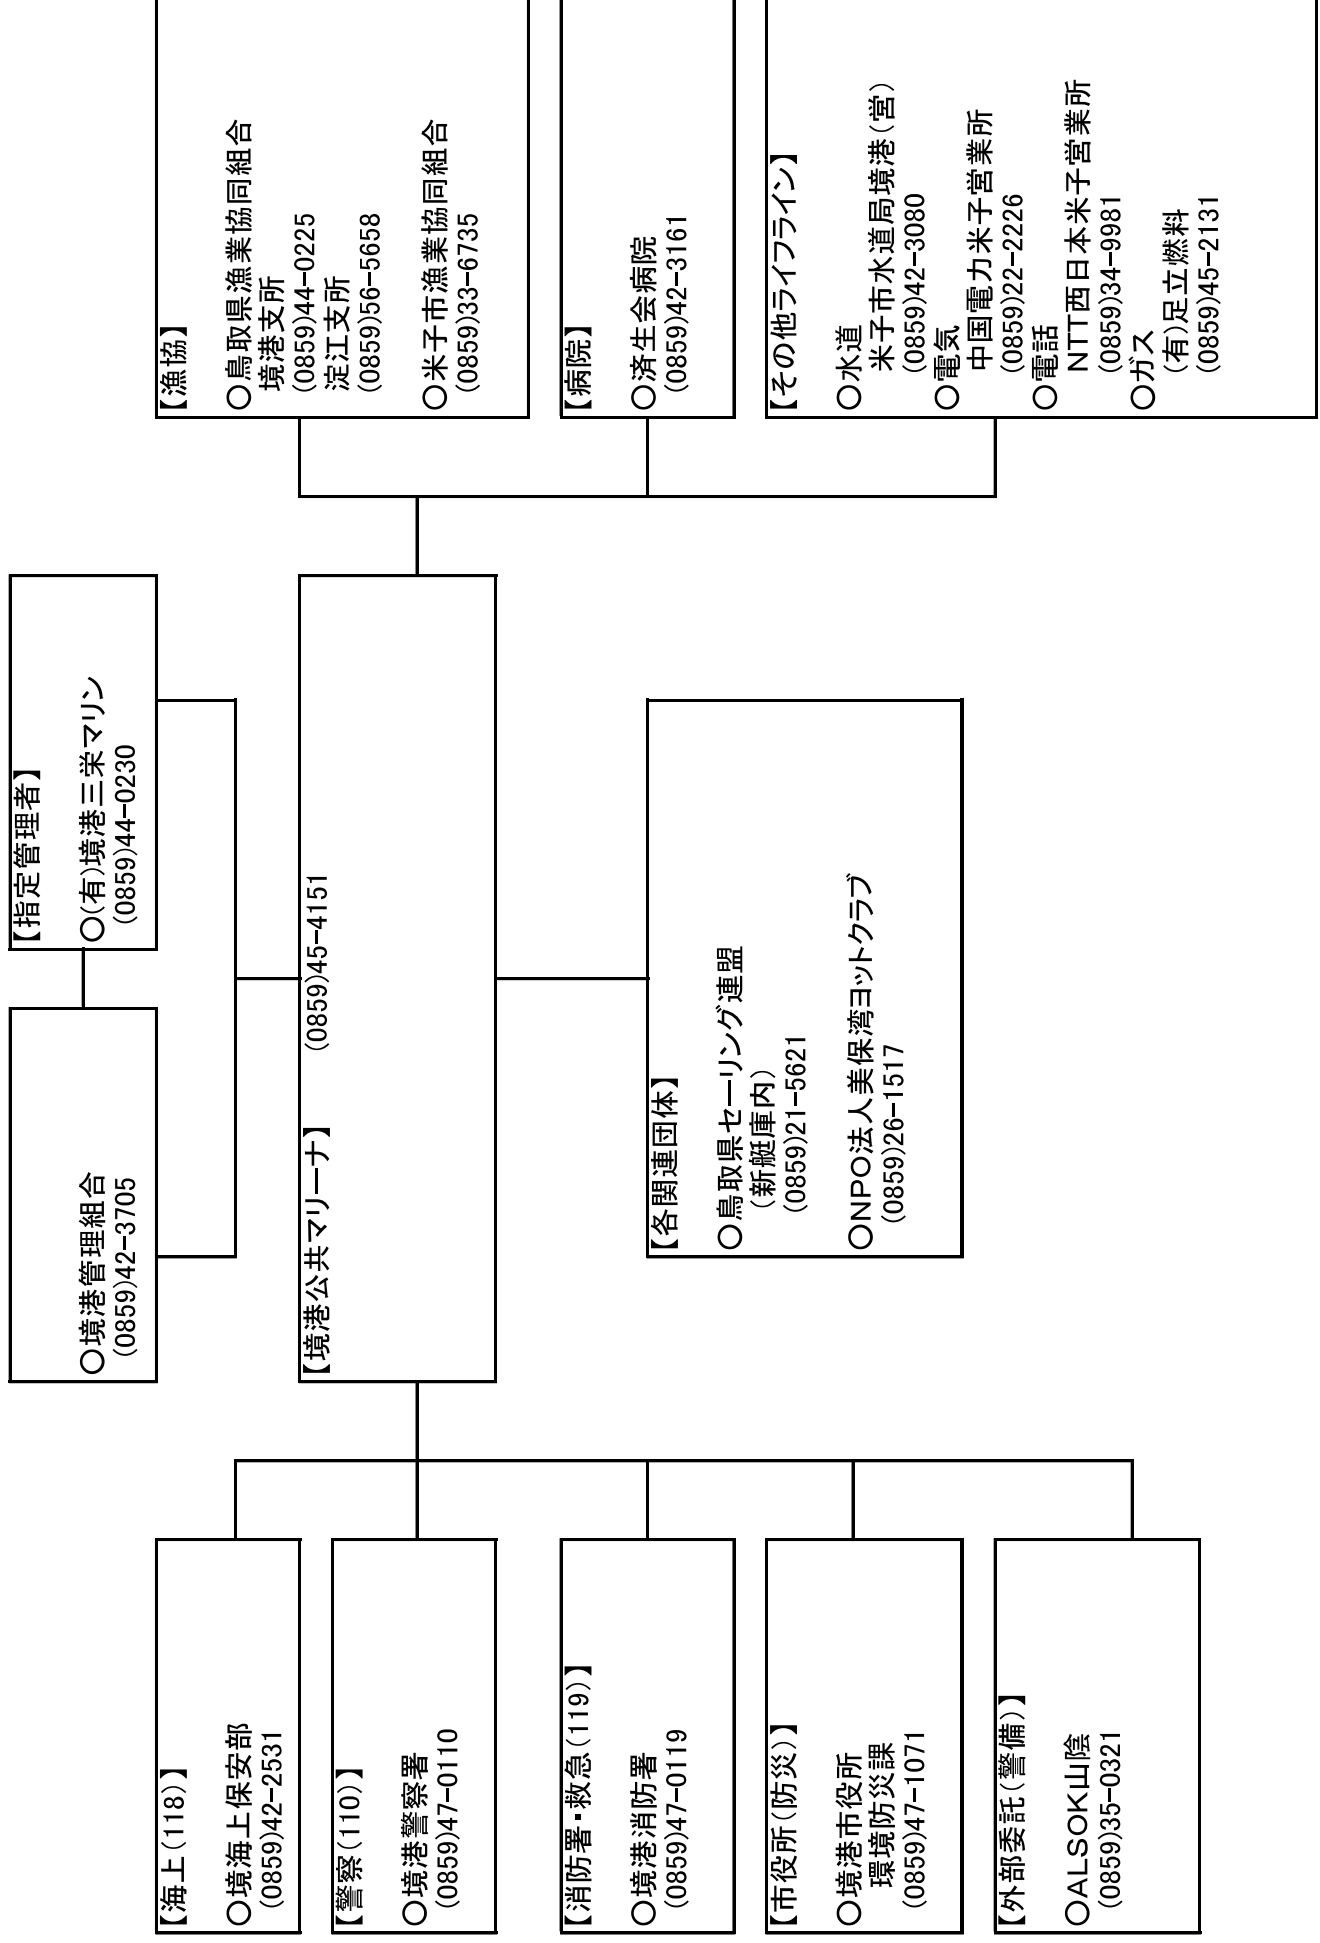 ○境港管理組合
(0859)42-3705
【指定管理者】
○(有)境港三栄マリン
(0859)44-0230
【境港公共マリーナ】
(0859)45-4151
【海上(118)】
○境海上保安部
(0859)42-2531
【警察(110)】
○境港警察署
(0859)47-0110
【消防署・救急(119)】
○境港消防署
(0859)47-0119
【市役所(防災)】
○境港市役所
環境防災課
(0859)47-1071
【外部委託(警備)】
○ALSOK山陰
(0859)35-0321
【各関連団体】
○鳥取県セーリング連盟
(新艇庫内)
(0859)21-5621
○NPO法人美保湾ヨットクラブ
(0859)26-1517
【漁協】
○鳥取県漁業協同組合
境港支所
(0859)44-0225
淀江支所
(0859)56-5658
○米子市漁業協同組合
(0859)33-6735
【病院】
○済生会病院
(0859)42-3161
【その他ライフライン】
○水道
米子市水道局境港(営)
(0859)42-3080
○電気
中国電力米子営業所
(0859)22-2226
○電話
NTT西日本米子営業所
(0859)34-9981
○ガス
(有)足立燃料
(0859)45-2131